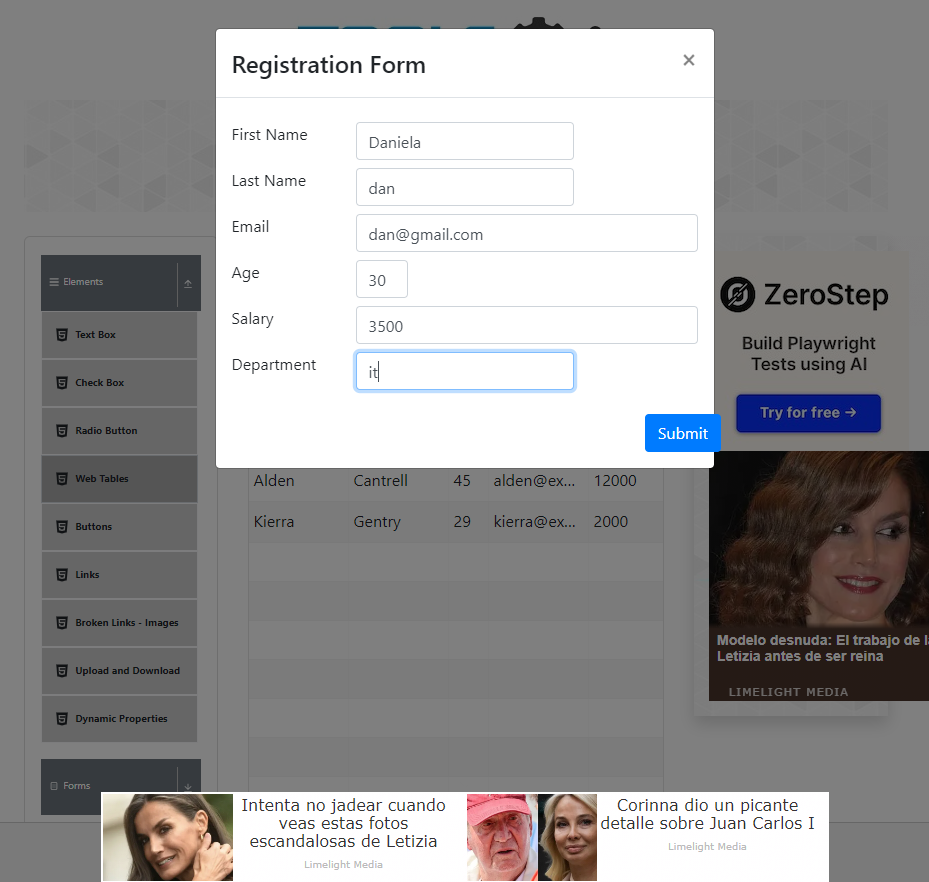 Registration Form
×
First Name
Daniela
Last Name
dan
Email
dan@gmail.com
Age
30
Salary
3500
Department
it
Submit
Elements
Text Box
Check Box
Radio Button
Web Tables
Buttons
Links
Broken Links - Images
Upload and Download
Dynamic Properties
Forms
Alden Cantrell 45 alden@ex... 12000
Kierra Gentry 29 kierra@ex... 2000
ZeroStep
Build Playwright
Tests using AI
Try for free →
Modelo desnuda: El trabajo de
Letizia antes de ser reina
LIMELIGHT MEDIA
Intenta no jadear cuando
veas estas fotos
escandalosas de Letizia
Limelight Media
Corinna dio un picante
detalle sobre Juan Carlos I
Limelight Media